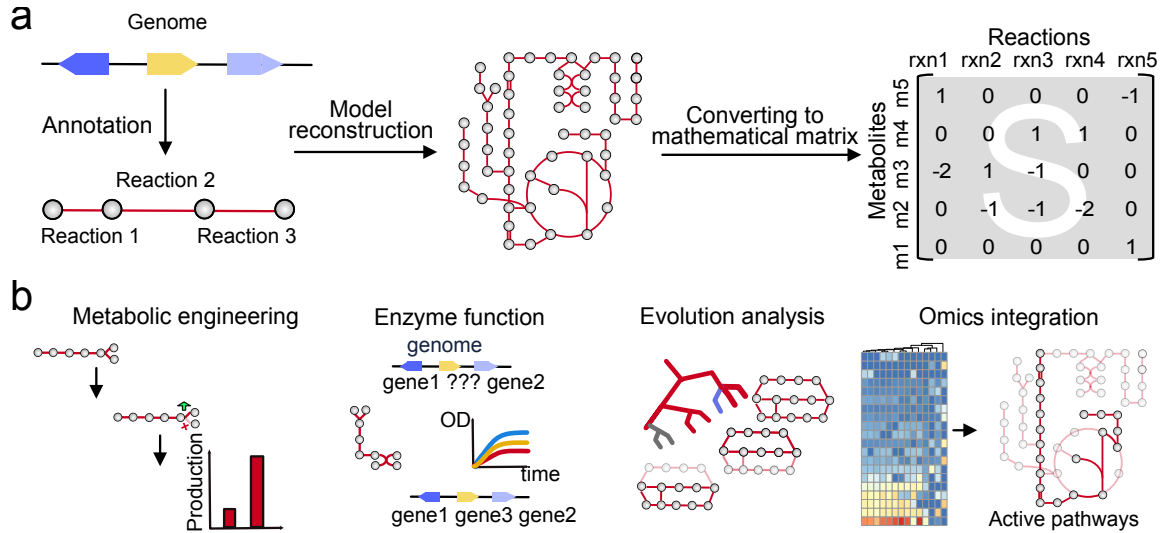 a
Genome
Annotation
Reaction 2
Reaction 1
Reaction 3
Model
reconstruction
Converting to
mathematical matrix
Reactions
rxn1 rxn2 rxn3 rxn4 rxn5
Metabolites
S
m5 1 0 0 0 -1
m4 0 0 1 1 0
m3 -2 1 -1 0 0
m2 0 -1 -1 -2 0
m1 0 0 0 0 1
b
Metabolic engineering
Production
Enzyme function
genome
gene1 ??? gene2
OD
time
gene1 gene3 gene2
Evolution analysis
Omics integration
Active pathways